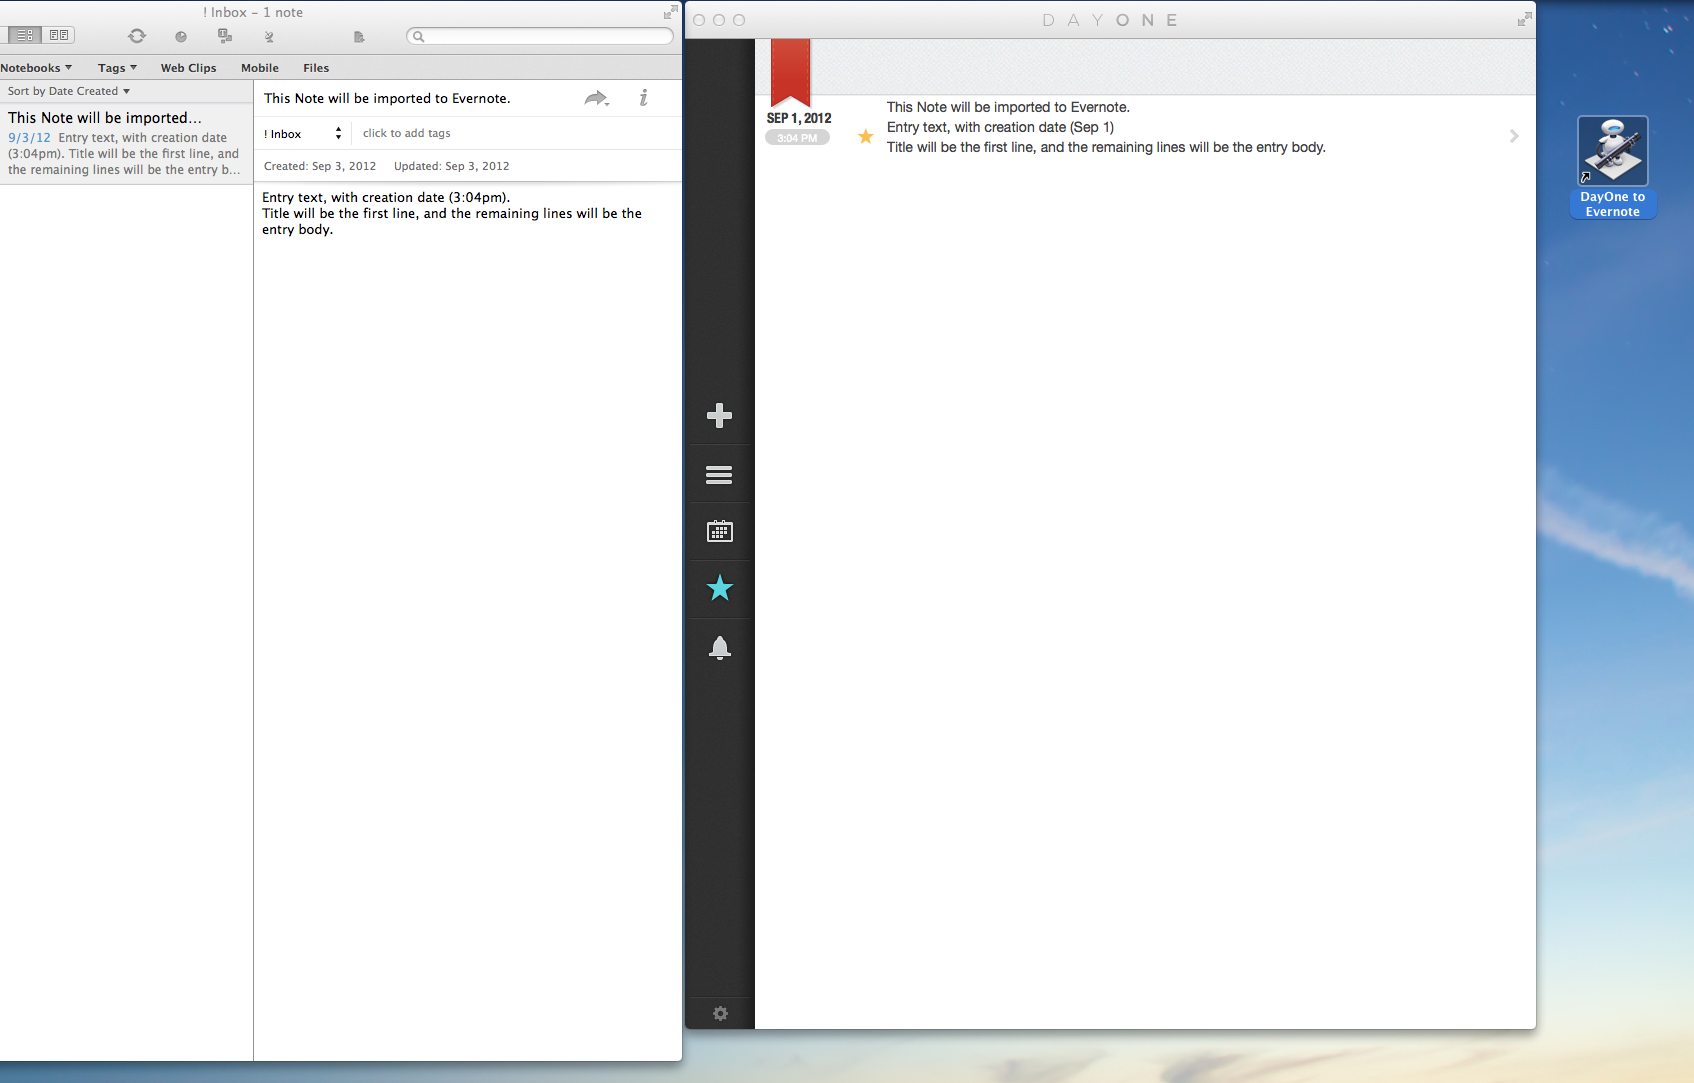 ! Inbox – 1 note
Notebooks Tags Web Clips Mobile Files
Sort by Date Created
This Note will be imported...
9/3/12 Entry text, with creation date
(3:04pm). Title will be the first line, and
the remaining lines will be the entry b...
This Note will be imported to Evernote.
! Inbox click to add tags
Created: Sep 3, 2012 Updated: Sep 3, 2012
Entry text, with creation date (3:04pm).
Title will be the first line, and the remaining lines will be the
entry body.
DAYONE
SEP 1, 2012
3:04 PM
This Note will be imported to Evernote.
Entry text, with creation date (Sep 1)
Title will be the first line, and the remaining lines will be the entry body.
DayOne to
Evernote